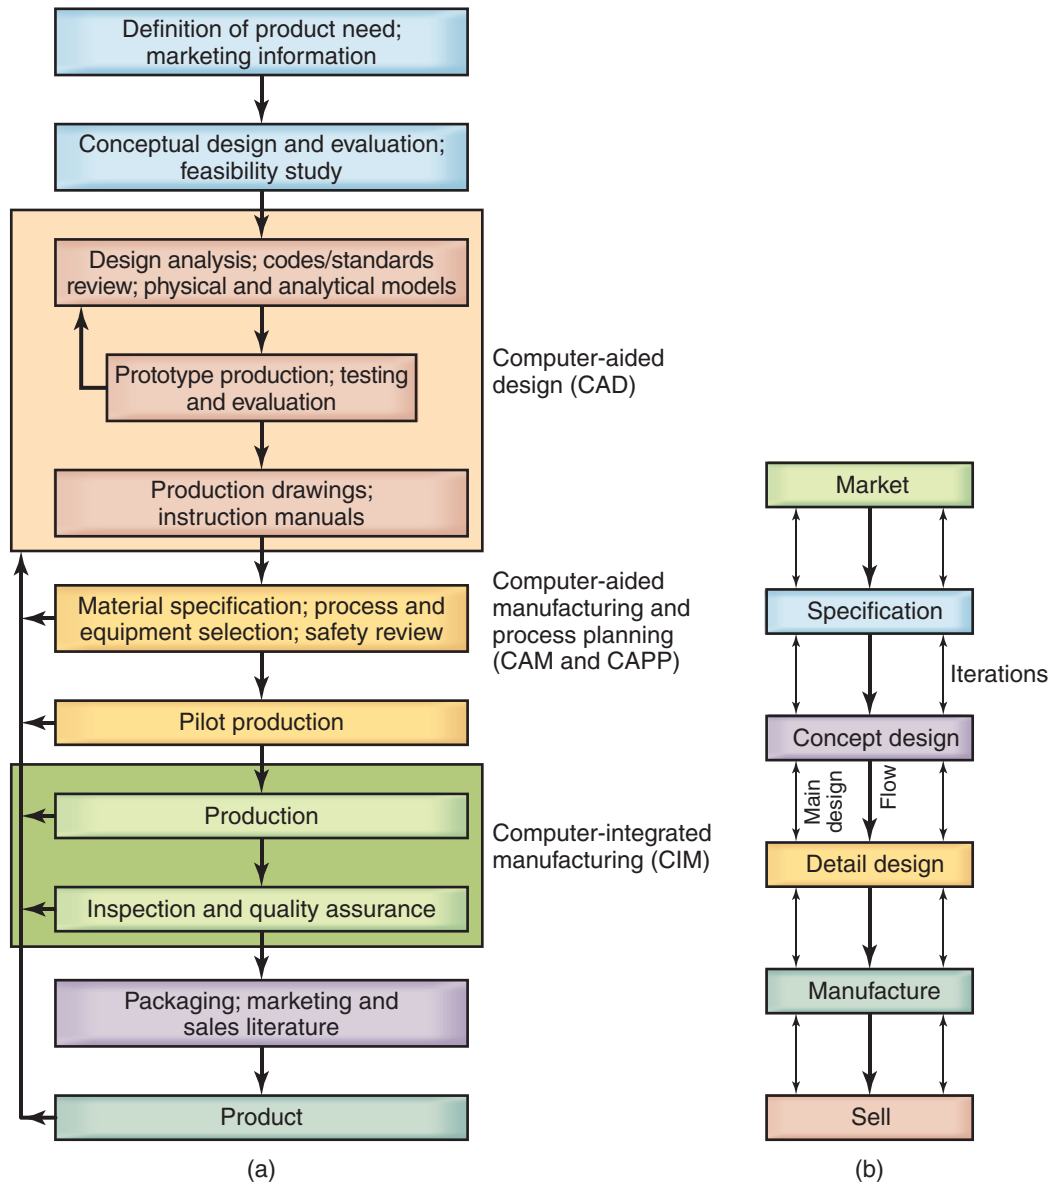 Definition of product need;
marketing information
Conceptual design and evaluation;
feasibility study
Design analysis; codes/standards
review; physical and analytical models
Prototype production; testing
and evaluation
Production drawings;
instruction manuals
Computer-aided
design (CAD)
Material specification; process and
equipment selection; safety review
Pilot production
Computer-aided
manufacturing and
process planning
(CAM and CAPP)
Production
Inspection and quality assurance
Computer-integrated
manufacturing (CIM)
Packaging; marketing and
sales literature
Product
(a)
Market
Specification
Iterations
Concept design
Main
design
Flow
Detail design
Manufacture
Sell
(b)